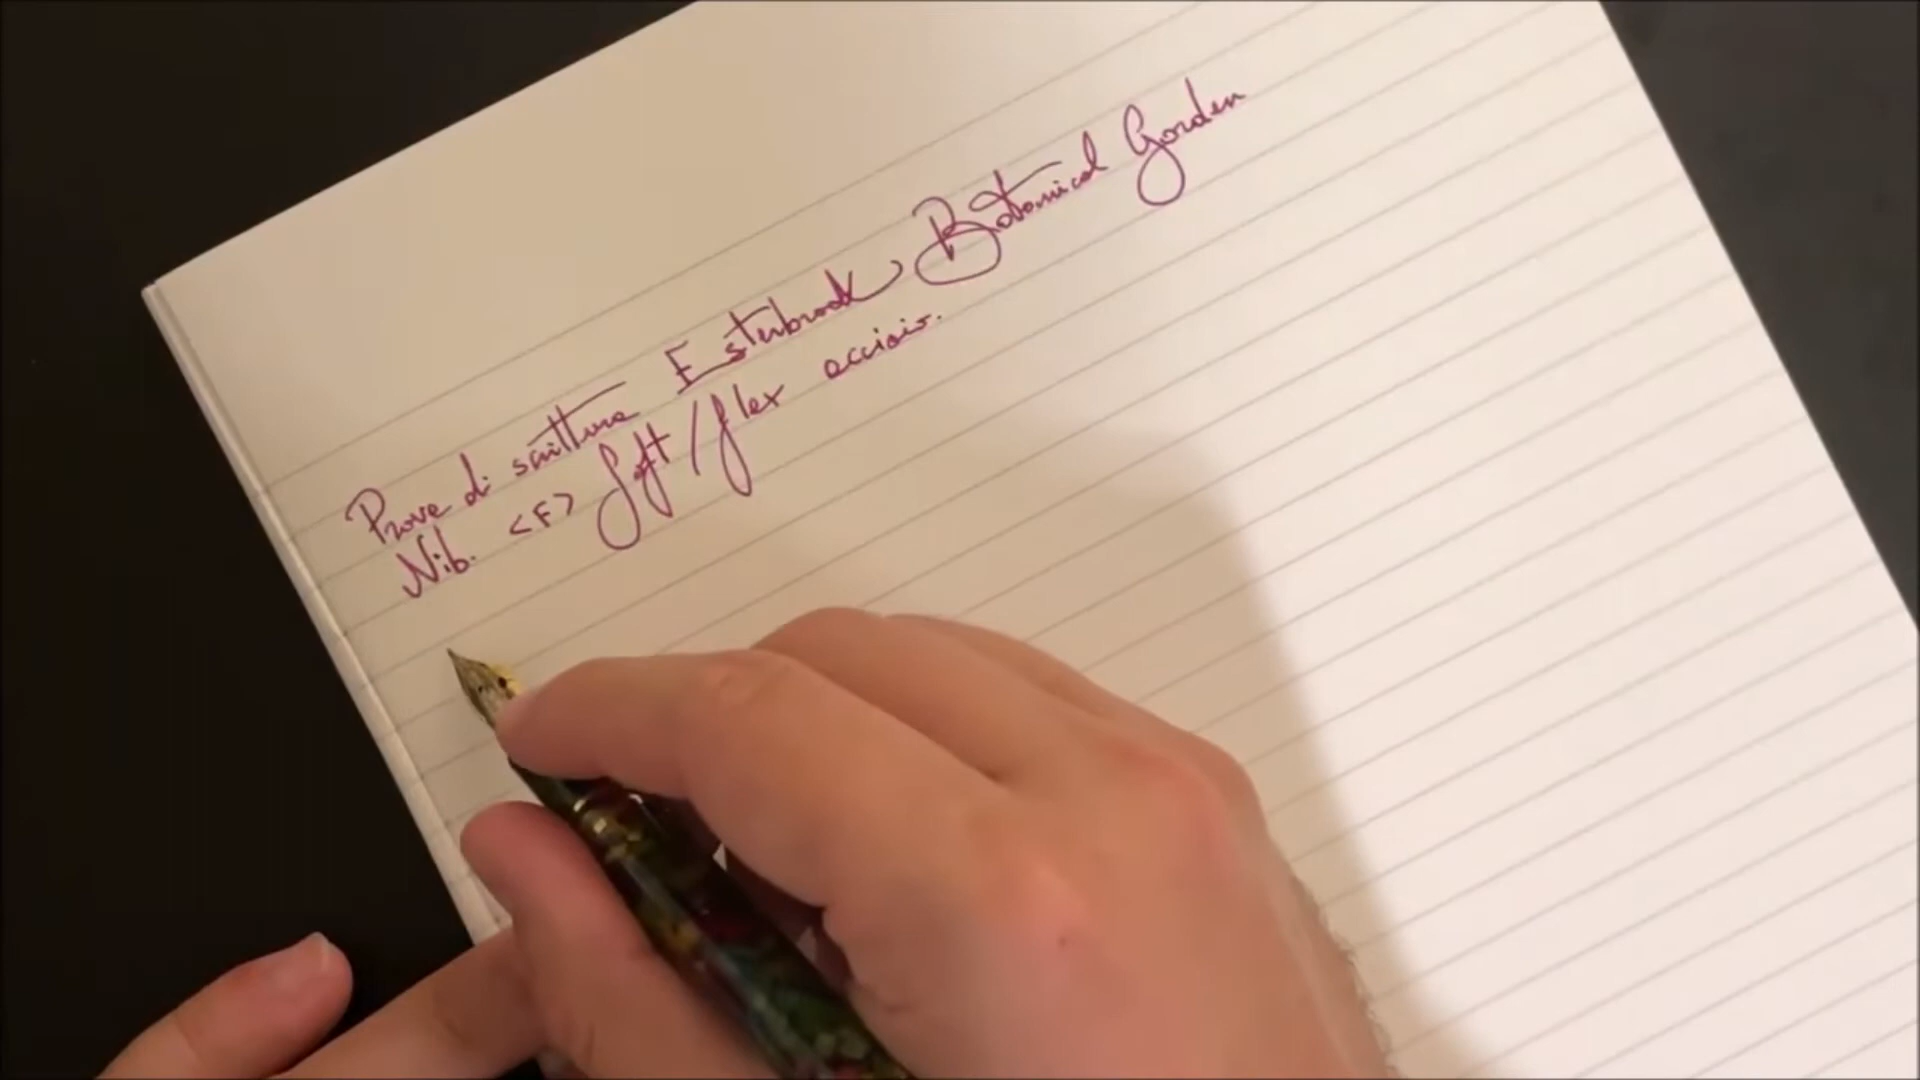 Prove di scrittura Esterbrook Botanical Garden
Nib. <F> Soft/flex acciaio.